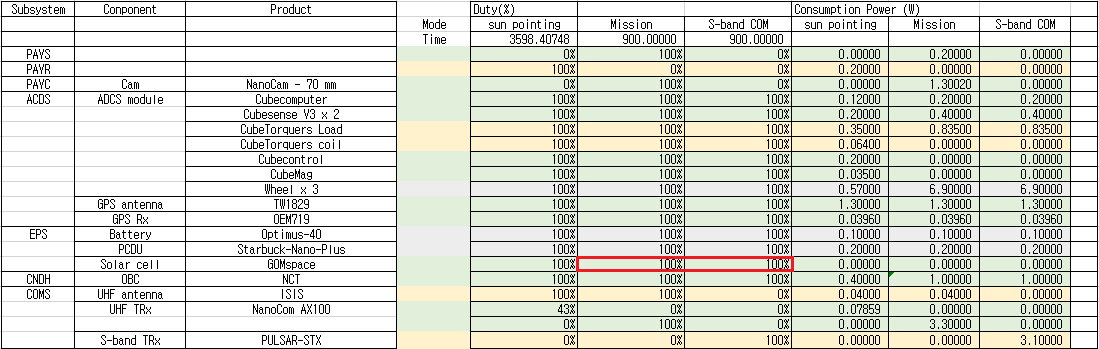 Duty(%) Consumption Power (W)
Subsystem Conponent Product Mode sun pointing Mission S-band COM sun pointing Mission S-band COM
Time 3598.40748 900.00000 900.00000
PAYS 0% 100% 0% 0.00000 0.20000 0.00000
PAYR 100% 0% 0% 0.20000 0.00000 0.00000
PAYC Cam NanoCam - 70 mm 0% 100% 0% 0.00000 1.30020 0.00000
ACDS ADCS module Cubecomputer 100% 100% 100% 0.12000 0.20000 0.20000
Cubesense V3 x 2 100% 100% 100% 0.20000 0.40000 0.40000
CubeTorquers Load 100% 100% 100% 0.35000 0.83500 0.83500
CubeTorquers coil 100% 100% 100% 0.06400 0.00000 0.00000
Cubecontrol 100% 100% 100% 0.20000 0.00000 0.00000
CubeMag 100% 100% 100% 0.03500 0.00000 0.00000
Wheel x 3 100% 100% 100% 0.57000 6.90000 6.90000
GPS antenna TW1829 100% 100% 100% 1.30000 1.30000 1.30000
GPS Rx OEM719 100% 100% 100% 0.03960 0.03960 0.03960
EPS Battery Optimus-40 100% 100% 100% 0.10000 0.10000 0.10000
PCDU Starbuck-Nano-Plus 100% 100% 100% 0.20000 0.20000 0.20000
Solar cell GOMspace 100% 100% 100% 0.00000 0.00000 0.00000
CNDH OBC NCT 100% 100% 100% 0.40000 1.00000 1.00000
COMS UHF antenna ISIS 100% 100% 0% 0.04000 0.04000 0.00000
UHF TRx NanoCom AX100 43% 0% 0% 0.07859 0.00000 0.00000
0% 100% 0% 0.00000 3.30000 0.00000
S-band TRx PULSAR-STX 0% 0% 100% 0.00000 0.00000 3.10000